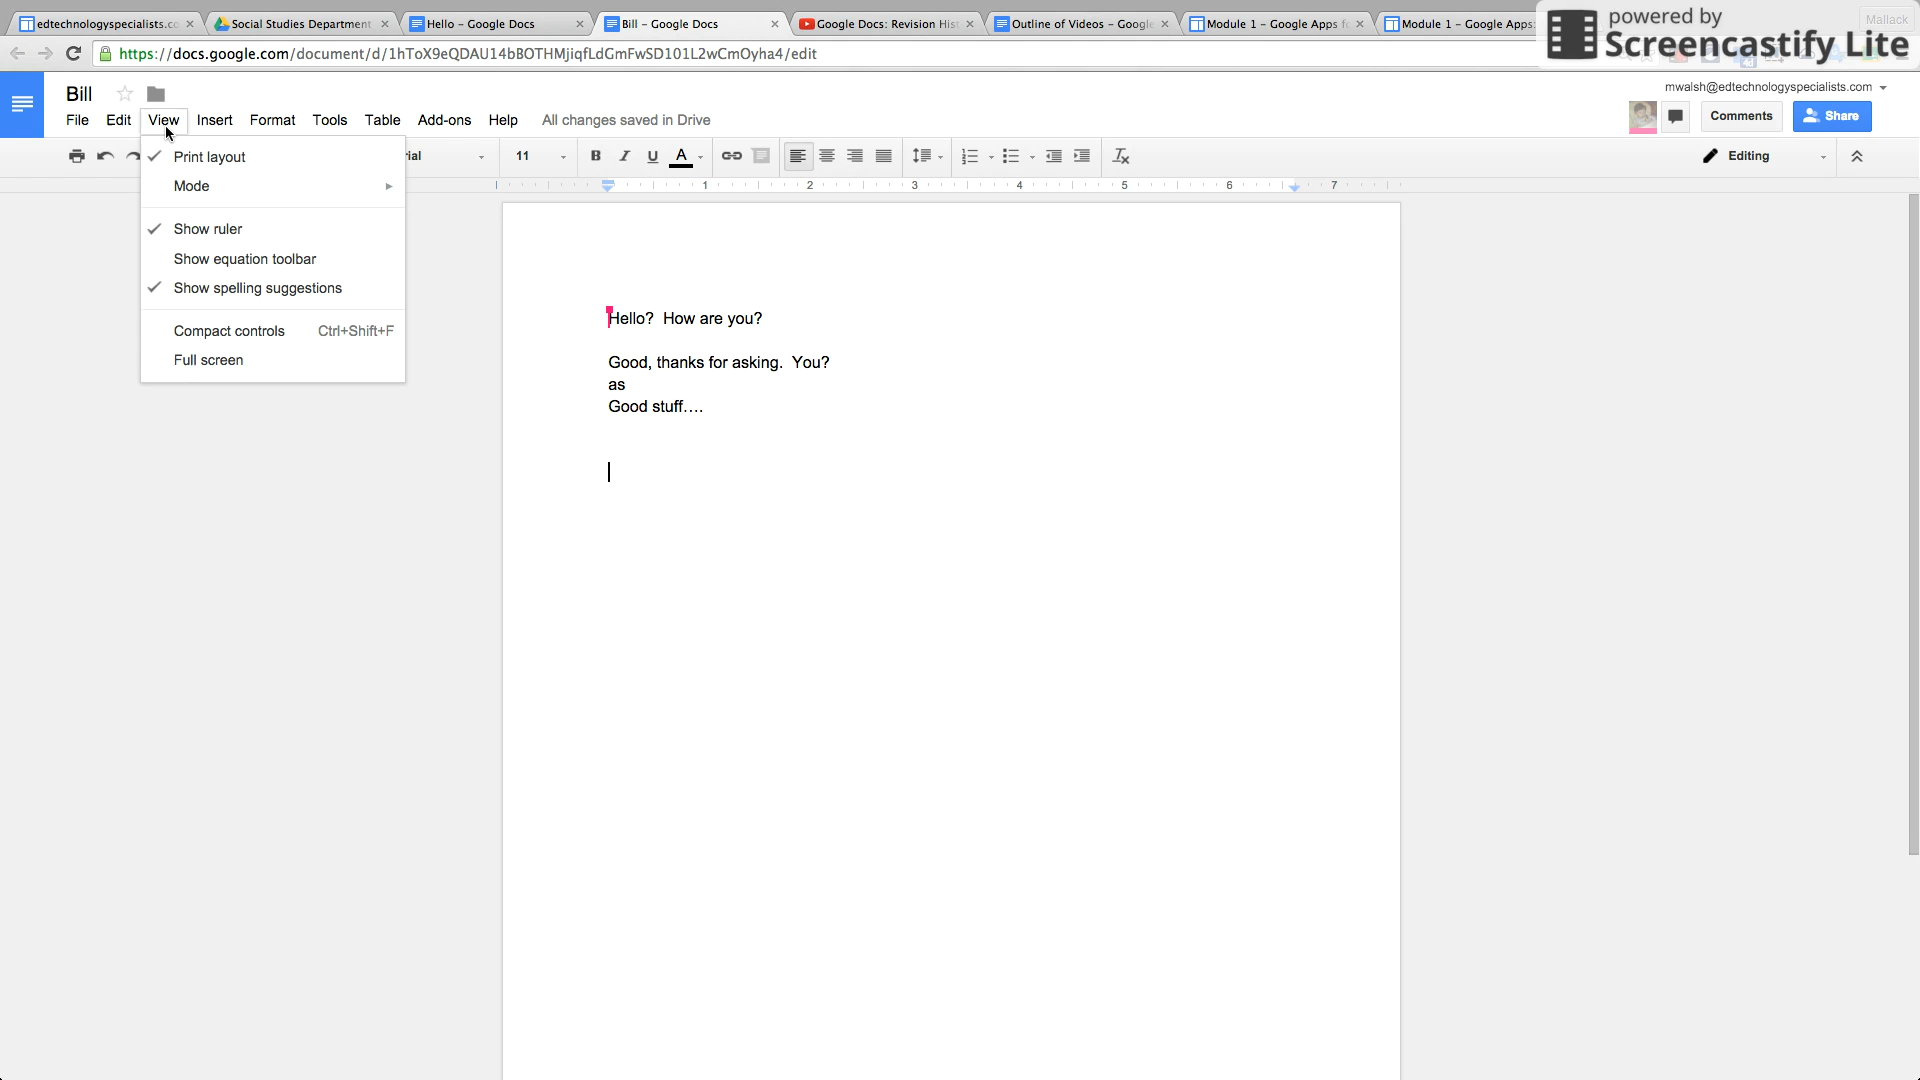 edtechnologyspecialists.co
Social Studies Department
Hello – Google Docs
Bill – Google Docs
Google Docs: Revision Hist
Outline of Videos – Google
Module 1 – Google Apps fo
Module 1 – Google Apps:
Mallack
powered by
Screencastify Lite
https://docs.google.com/document/d/1hToX9eQDAU14bBOTHMjiqfLdGmFwSD101L2wCmOyha4/edit
Bill
mwalsh@edtechnologyspecialists.com
File Edit View Insert Format Tools Table Add-ons Help All changes saved in Drive
Comments
Share
rial 11 B I U A
Editing
1 2 3 4 5 6 7
Print layout
Mode
Show ruler
Show equation toolbar
Show spelling suggestions
Compact controls Ctrl+Shift+F
Full screen
Hello?  How are you?
Good, thanks for asking.  You?
as
Good stuff....